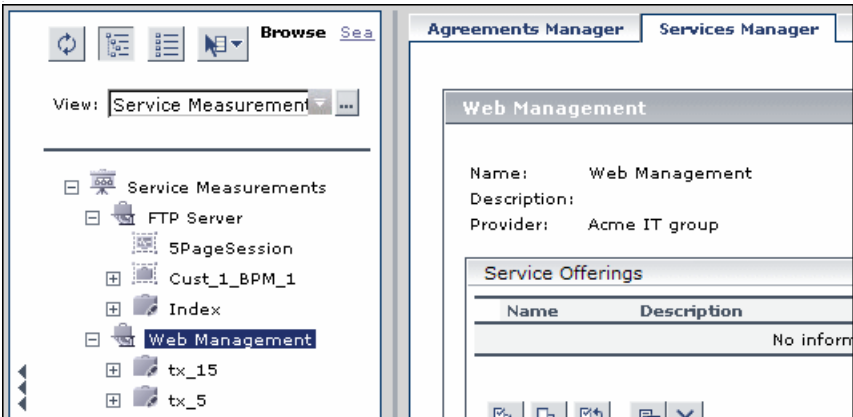 Browse Sea
View: Service Measurement ...
Service Measurements
FTP Server
5PageSession
Cust_1_BPM_1
Index
Web Management
tx_15
tx_5
Agreements Manager Services Manager
Web Management
Name: Web Management
Description:
Provider: Acme IT group
Service Offerings
Name Description
No inform